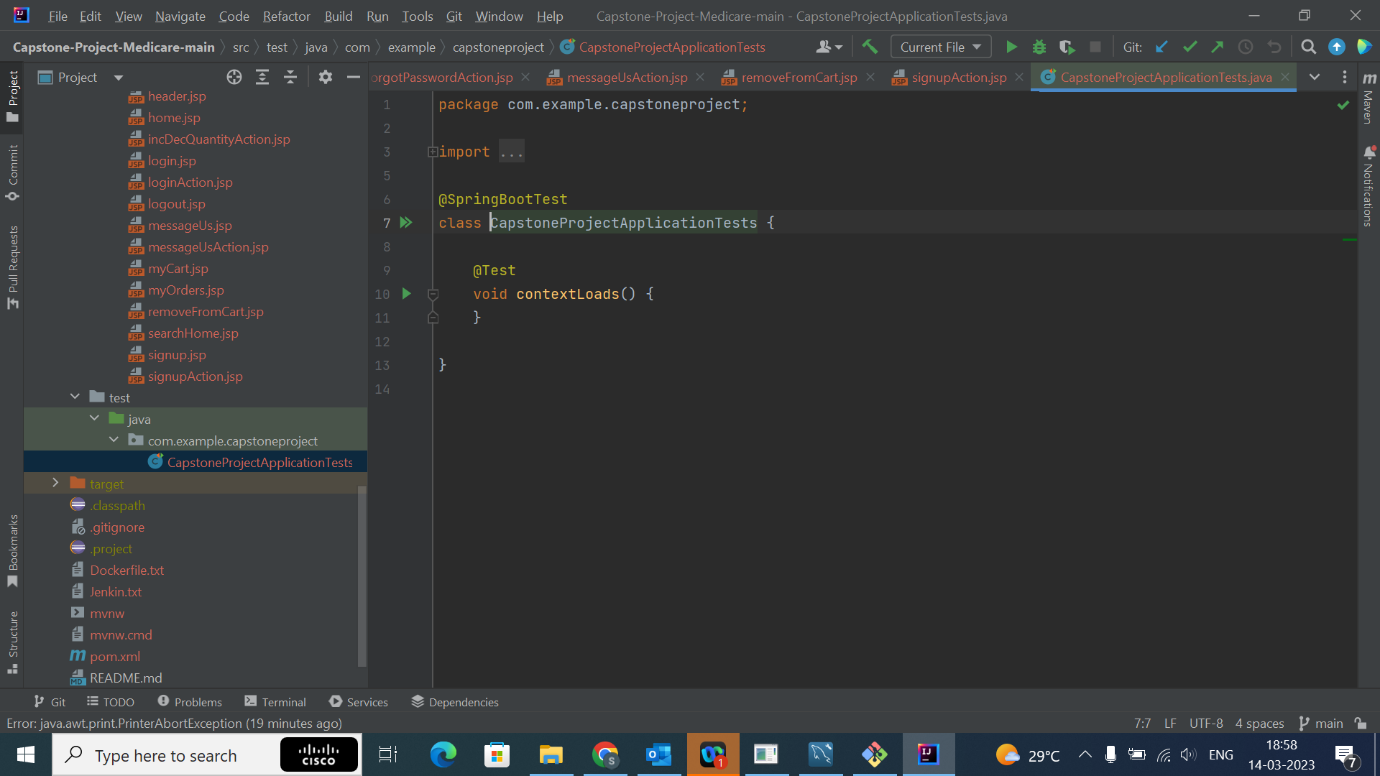 File Edit View Navigate Code Refactor Build Run Tools Git Window Help Capstone-Project-Medicare-main - CapstoneProjectApplicationTests.java
Capstone-Project-Medicare-main src test java com example capstoneproject CapstoneProjectApplicationTests Current File Git:
Project
orgotPasswordAction.jsp messageUsAction.jsp removeFromCart.jsp signupAction.jsp CapstoneProjectApplicationTests.java
Project
Commit
Pull Requests
Bookmarks
Structure
header.jsp
home.jsp
incDecQuantityAction.jsp
login.jsp
loginAction.jsp
logout.jsp
messageUs.jsp
messageUsAction.jsp
myCart.jsp
myOrders.jsp
removeFromCart.jsp
searchHome.jsp
signup.jsp
signupAction.jsp
test
java
com.example.capstoneproject
CapstoneProjectApplicationTests
target
.classpath
.gitignore
.project
Dockerfile.txt
Jenkin.txt
mvnw
mvnw.cmd
pom.xml
README.md
1 package com.example.capstoneproject;
2
3 import ...
5
6 @SpringBootTest
7 class CapstoneProjectApplicationTests {
8
9 @Test
10 void contextLoads() {
11 }
12
13 }
14
Maven
Notifications
Git TODO Problems Terminal Services Dependencies
Error: java.awt.print.PrinterAbortException (19 minutes ago) 7:7 LF UTF-8 4 spaces main
Type here to search
CISCO
1
29°C ENG
18:58
14-03-2023
7